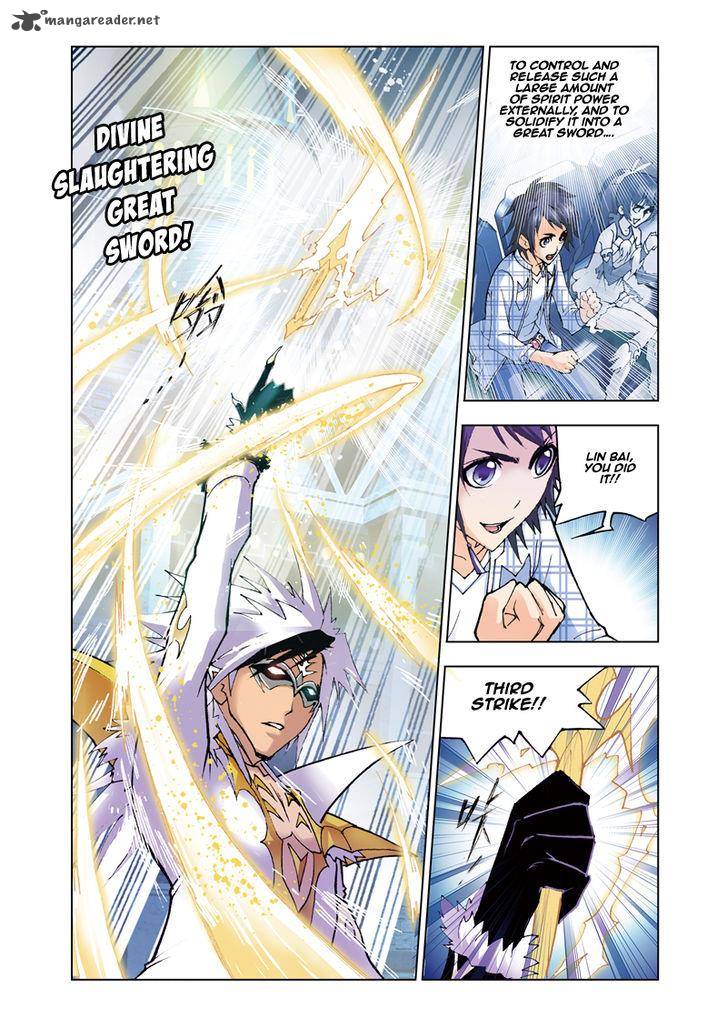 mangareader.net
DIVINE
SLAUGHTERING
GREAT
SWORD!
TO CONTROL AND
RELEASE SUCH A
LARGE AMOUNT
OF SPIRIT POWER
EXTERNALLY, AND TO
SOLIDIFY IT INTO A
GREAT SWORD....
LIN BAI,
YOU DID
IT!!
THIRD
STRIKE!!